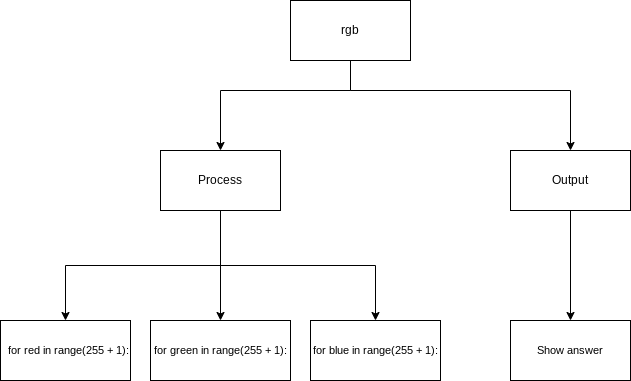 rgb
Process
Output
for red in range(255 + 1):
for green in range(255 + 1):
for blue in range(255 + 1):
Show answer